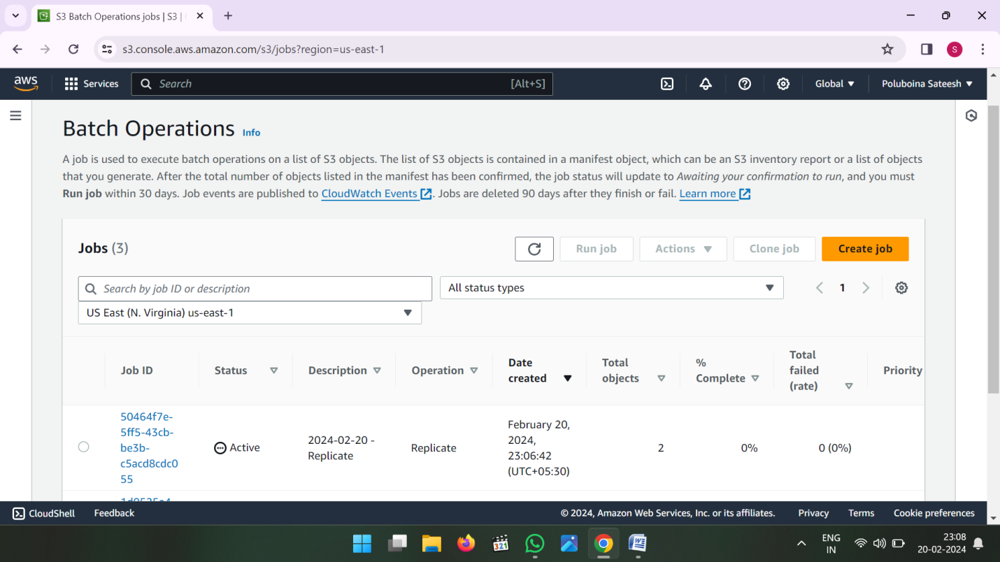 S3 Batch Operations jobs | S3 |
s3.console.aws.amazon.com/s3/jobs?region=us-east-1
S
aws
Services
Search
[Alt+S]
Global
Poluboina Sateesh
Batch Operations Info
A job is used to execute batch operations on a list of S3 objects. The list of S3 objects is contained in a manifest object, which can be an S3 inventory report or a list of objects
that you generate. After the total number of objects listed in the manifest has been confirmed, the job status will update to Awaiting your confirmation to run, and you must
Run job within 30 days. Job events are published to CloudWatch Events. Jobs are deleted 90 days after they finish or fail. Learn more
Jobs (3)
Run job
Actions
Clone job
Create job
Search by job ID or description
All status types
1
US East (N. Virginia) us-east-1
Job ID
Status
Description
Operation
Date
created
Total
objects
%
Complete
Total
failed
(rate)
Priority
50464f7e-
5ff5-43cb-
be3b-
c5acd8cdc0
55
Active
2024-02-20 -
Replicate
Replicate
February 20,
2024,
23:06:42
(UTC+05:30)
2
0%
0 (0%)
CloudShell
Feedback
© 2024, Amazon Web Services, Inc. or its affiliates.
Privacy
Terms
Cookie preferences
321
ENG
IN
23:08
20-02-2024